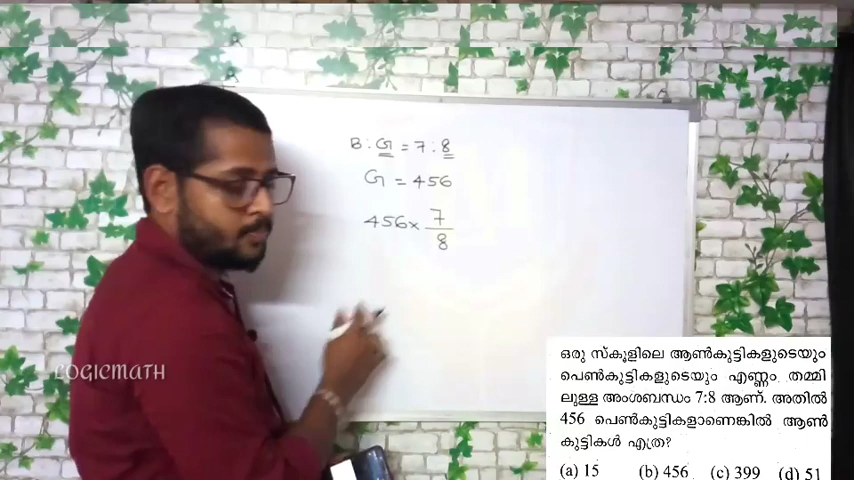 B : G = 7 : 8
G = 456
456 × 7/8
LOGICMATH
ഒരു സ്കൂളിലെ ആൺകുട്ടികളുടെയും
പെൺകുട്ടികളുടെയും എണ്ണം തമ്മി
ലുള്ള അംശബന്ധം 7:8 ആണ്. അതിൽ
456 പെൺകുട്ടികളാണെങ്കിൽ ആൺ
കുട്ടികൾ എത്ര?
(a) 15 (b) 456 (c) 399 (d) 51